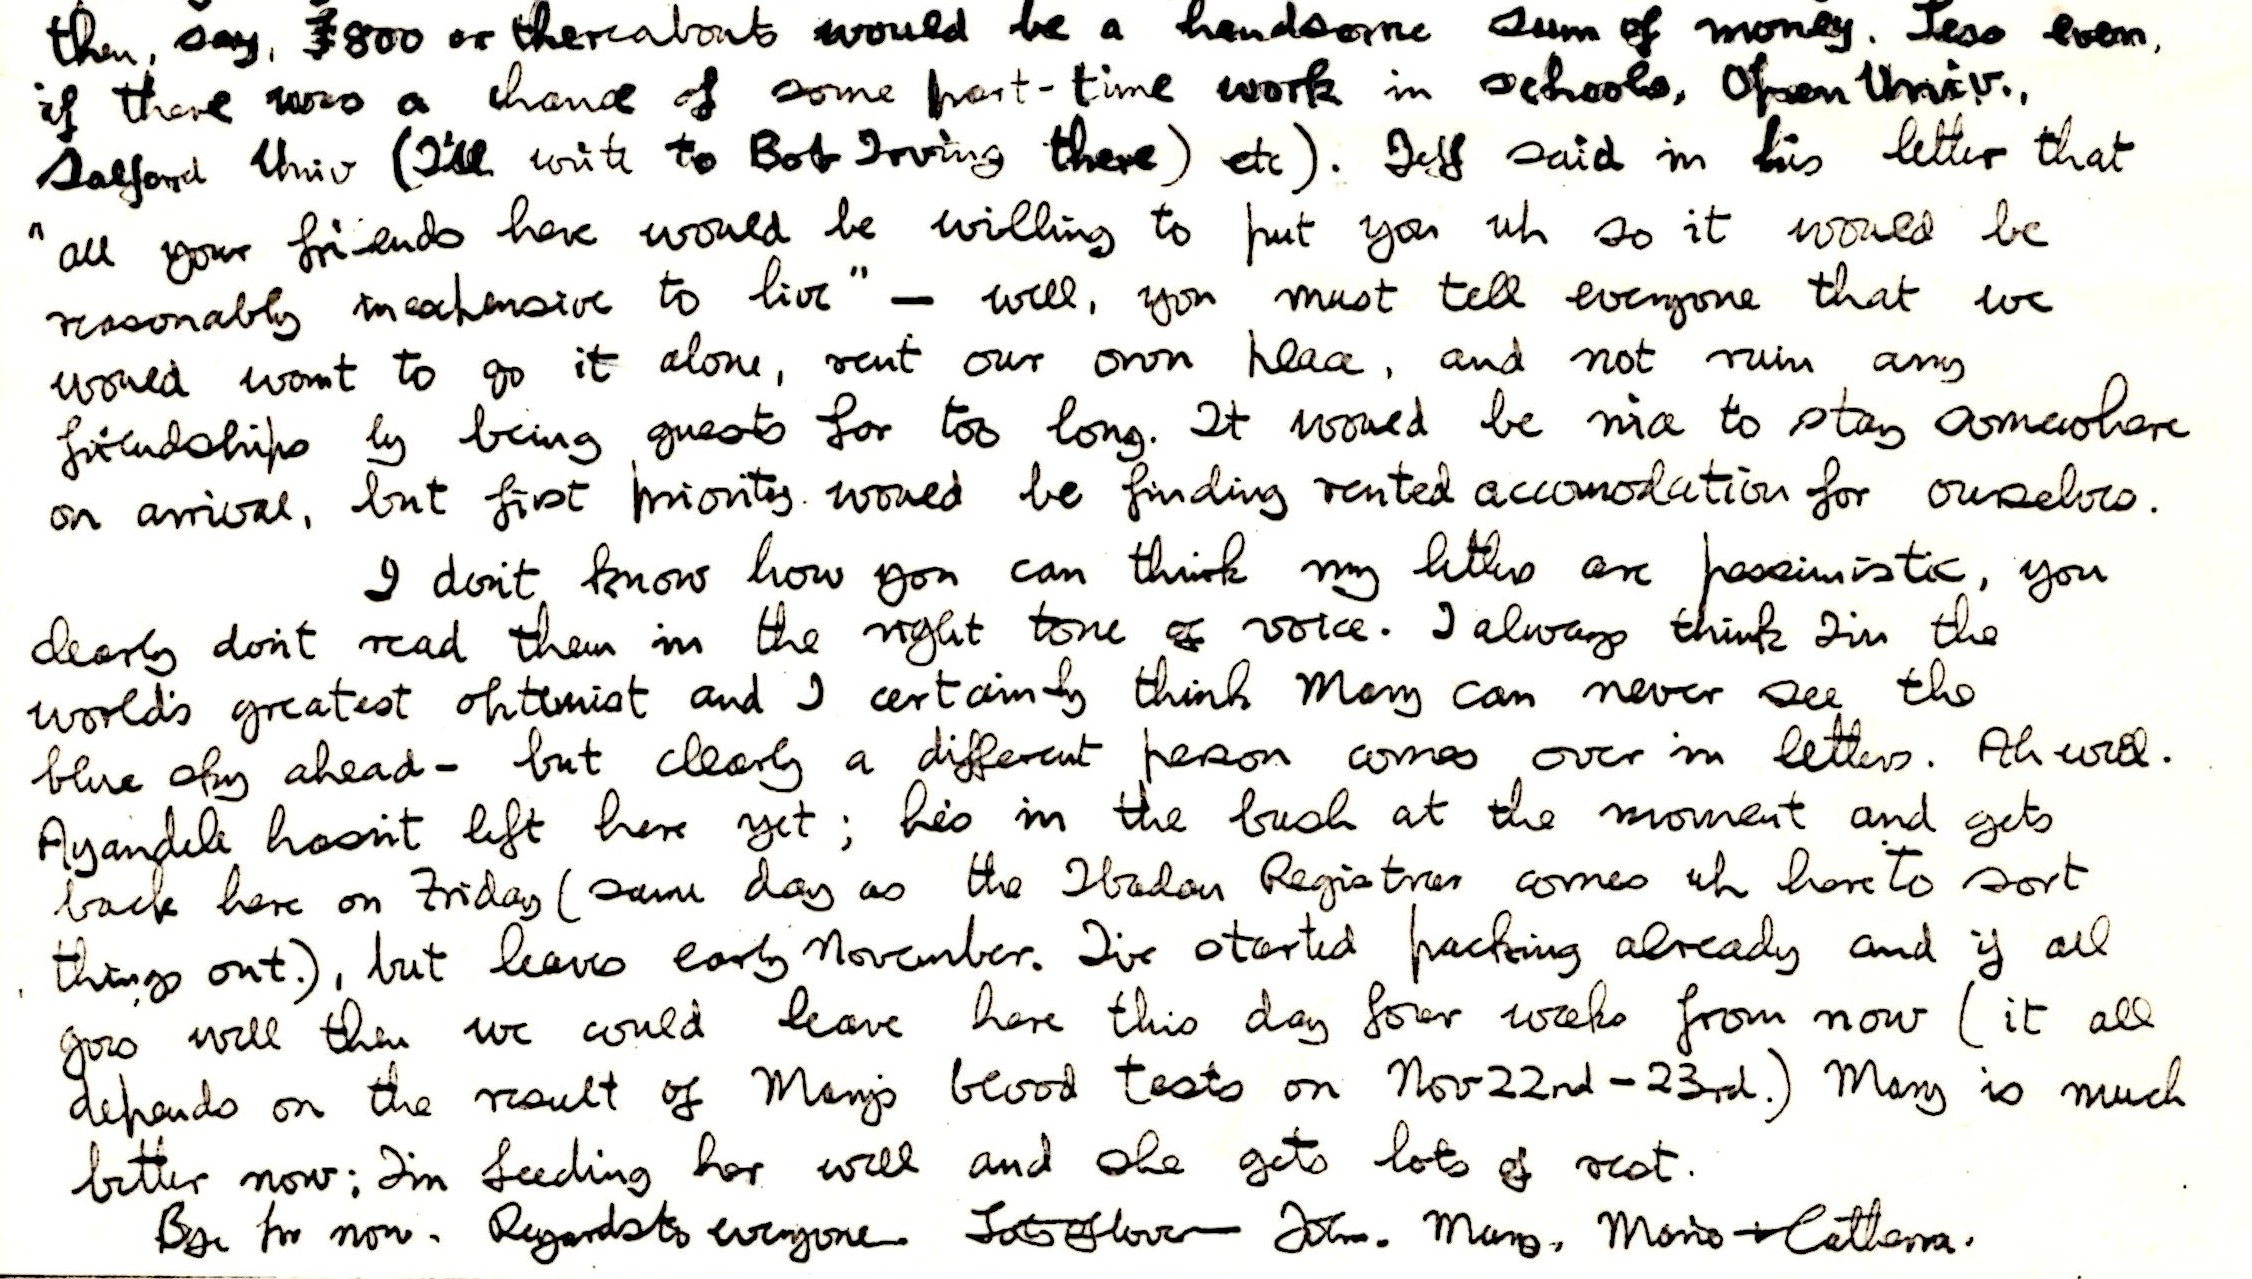 then, say, £800 or thereabouts would be a handsome sum of money. Less even,
if there was a chance of some part-time work in schools, Open Univ.,
Salford Univ (I'll write to Bob Irving there) etc). Jeff said in his letter that
"all your friends here would be willing to put you up so it would be
reasonably inexpensive to live" – well, you must tell everyone that we
would want to go it alone, rent our own place, and not ruin any
friendships by being guests for too long. It would be nice to stay somewhere
on arrival, but first priority would be finding rented accomodation for ourselves.
I don't know how you can think my letters are pessimistic, you
clearly don't read them in the right tone of voice. I always think I'm the
world's greatest optimist and I certainly think Mary can never see the
blue sky ahead – but clearly a different person comes over in letters. Ah well.
Ayandele hasn't left here yet; he's in the bush at the moment and gets
back here on Friday (same day as the Ibadan Registrar comes up here to sort
things out.), but leaves early November. I've started packing already and if all
goes well then we could leave here this day four weeks from now (it all
depends on the result of Mary's blood tests on Nov 22nd – 23rd.) Mary is much
better now; I'm feeding her well and she gets lots of rest.
Bye for now. Regards to everyone Lots of love John. Mary, Mario +